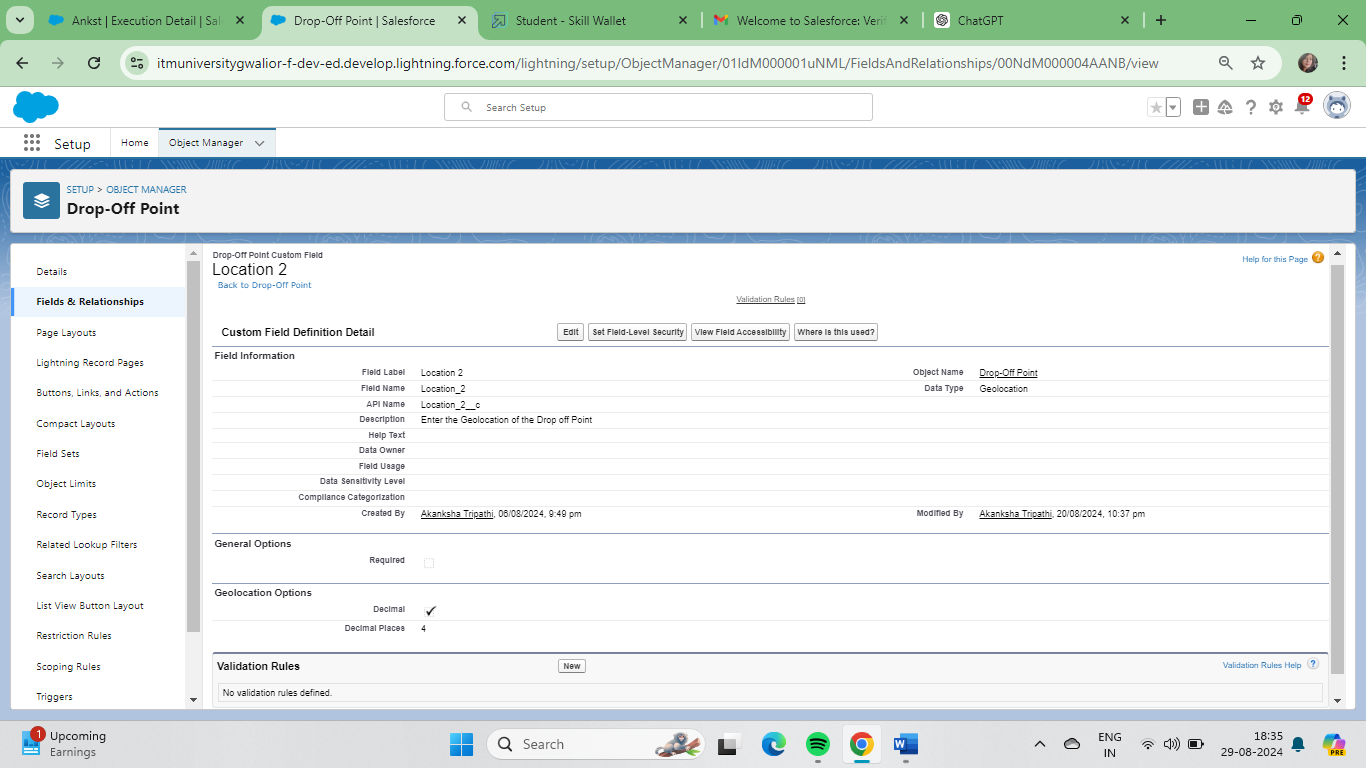 Ankst | Execution Detail | Sal
Drop-Off Point | Salesforce
Student - Skill Wallet
Welcome to Salesforce: Verif
ChatGPT
itmuniversitygwalior-f-dev-ed.develop.lightning.force.com/lightning/setup/ObjectManager/01IdM000001uNML/FieldsAndRelationships/00NdM000004AANB/view
Search Setup
12
Setup
Home
Object Manager
SETUP > OBJECT MANAGER
Drop-Off Point
Details
Fields & Relationships
Page Layouts
Lightning Record Pages
Buttons, Links, and Actions
Compact Layouts
Field Sets
Object Limits
Record Types
Related Lookup Filters
Search Layouts
List View Button Layout
Restriction Rules
Scoping Rules
Triggers
Drop-Off Point Custom Field
Location 2
Back to Drop-Off Point
Help for this Page ?
Validation Rules [0]
Custom Field Definition Detail
Edit
Set Field-Level Security
View Field Accessibility
Where is this used?
Field Information
Field Label Location 2 Object Name Drop-Off Point
Field Name Location_2 Data Type Geolocation
API Name Location_2__c
Description Enter the Geolocation of the Drop off Point
Help Text
Data Owner
Field Usage
Data Sensitivity Level
Compliance Categorization
Created By Akanksha Tripathi, 06/08/2024, 9:49 pm Modified By Akanksha Tripathi, 20/08/2024, 10:37 pm
General Options
Required
Geolocation Options
Decimal ✓
Decimal Places 4
Validation Rules New Validation Rules Help ?
No validation rules defined.
1
Upcoming
Earnings
Search
W
ENG
IN
18:35
29-08-2024
PRE